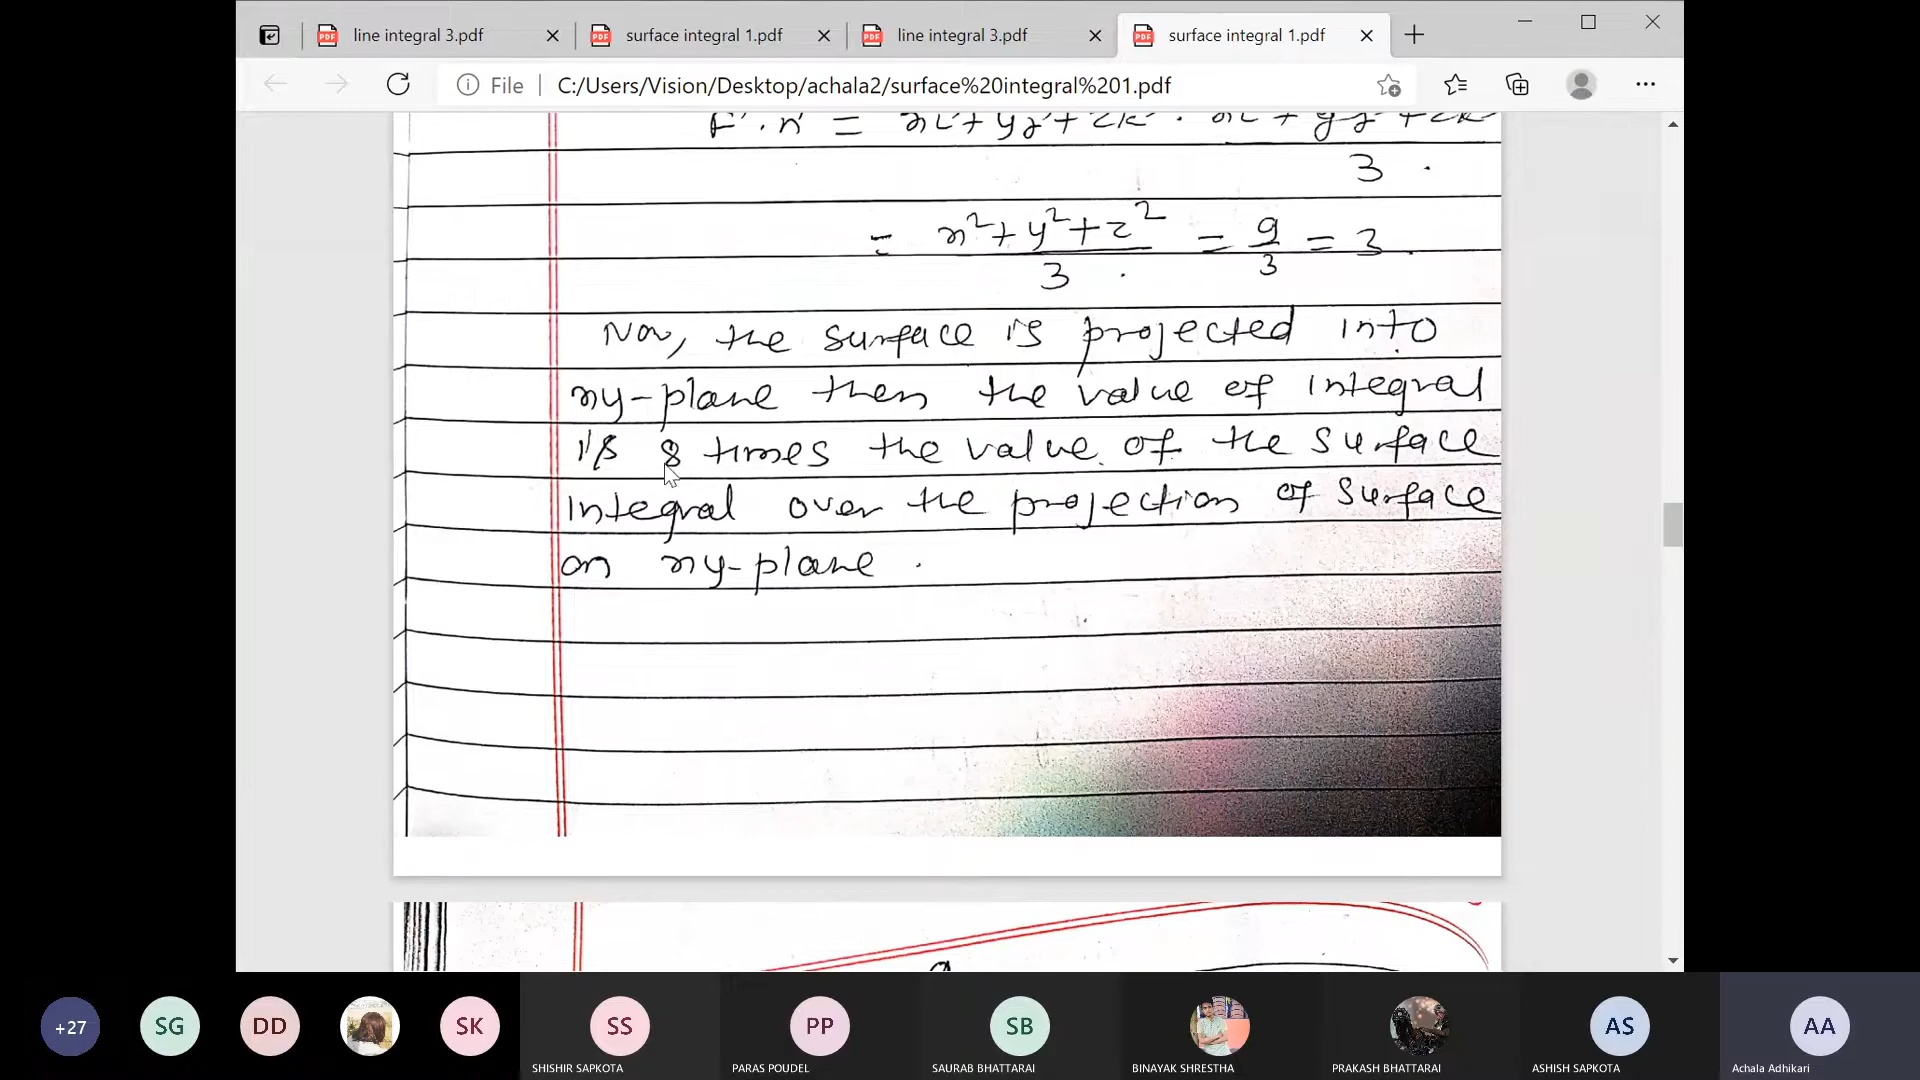 line integral 3.pdf
surface integral 1.pdf
line integral 3.pdf
surface integral 1.pdf
File
C:/Users/Vision/Desktop/achala2/surface%20integral%201.pdf
3 .
= x²+y²+z² / 3 . = 9/3 = 3 .
Now, the surface is projected into
xy-plane then the value of integral
is 8 times the value of the surface
integral over the projection of surface
on xy-plane .
+27
SG
DD
SK
SS
PP
SB
AS
AA
SHISHIR SAPKOTA
PARAS POUDEL
SAURAB BHATTARAI
BINAYAK SHRESTHA
PRAKASH BHATTARAI
ASHISH SAPKOTA
Achala Adhikari